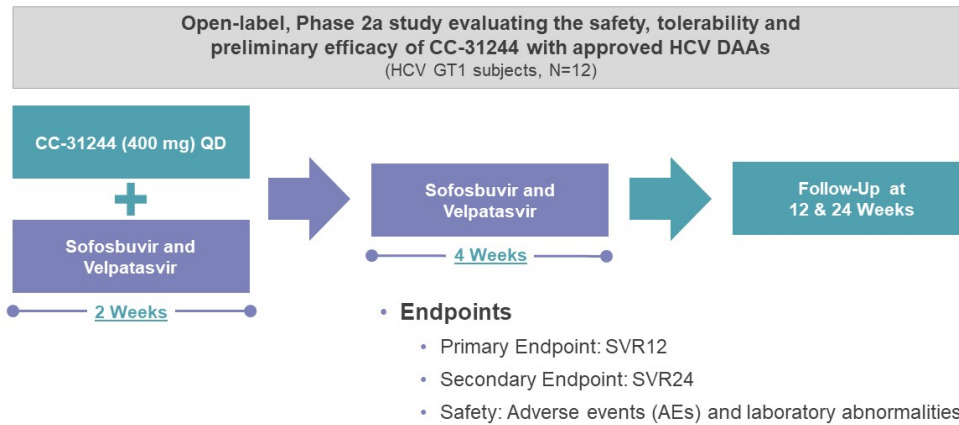 Open-label, Phase 2a study evaluating the safety, tolerability and
preliminary efficacy of CC-31244 with approved HCV DAAs
(HCV GT1 subjects, N=12)
CC-31244 (400 mg) QD
+
Sofosbuvir and
Velpatasvir
2 Weeks
Sofosbuvir and
Velpatasvir
4 Weeks
Follow-Up at
12 & 24 Weeks
• Endpoints
• Primary Endpoint: SVR12
• Secondary Endpoint: SVR24
• Safety: Adverse events (AEs) and laboratory abnormalities